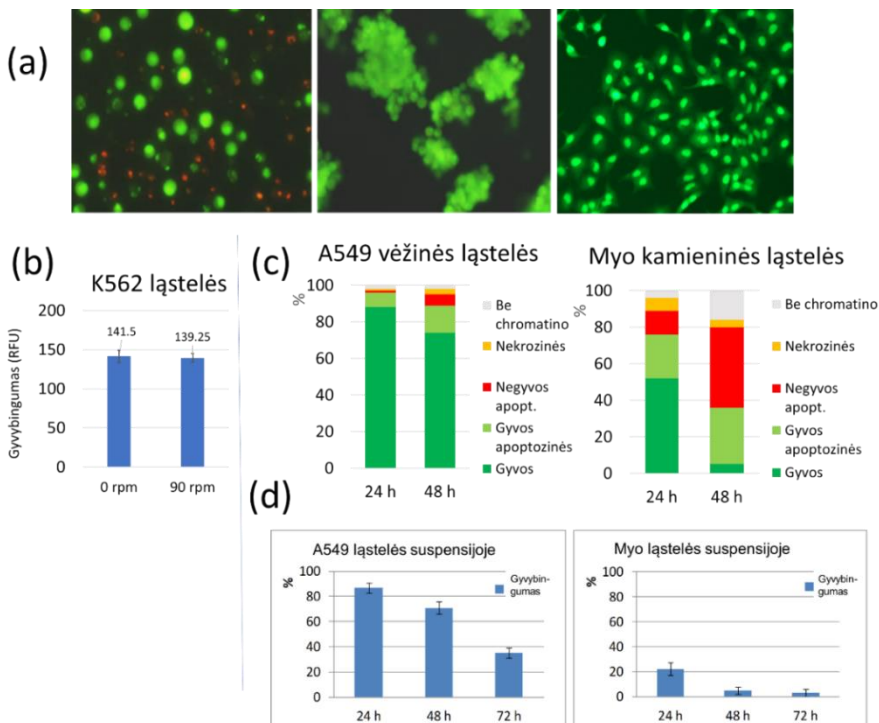 (a)
(b)
K562 ląstelės
Gyvybingumas (RFU)
200
150
100
50
0
141.5
139.25
0 rpm
90 rpm
(c)
A549 vėžinės ląstelės
%
100
80
60
40
20
0
24 h
48 h
Be
chromatino
Nekrozinės
Negyvos
apopt.
Gyvos
apoptozinės
Gyvos
Myo kamieninės ląstelės
%
100
80
60
40
20
0
24 h
48 h
Be
chromatino
Nekrozinės
Negyvos
apopt.
Gyvos
apoptozinės
Gyvos
(d)
A549 ląstelės suspensijoje
%
100
80
60
40
20
0
24 h
48 h
72 h
Gyvybin-
gumas
Myo ląstelės suspensijoje
%
100
80
60
40
20
0
24 h
48 h
72 h
Gyvybin-
gumas